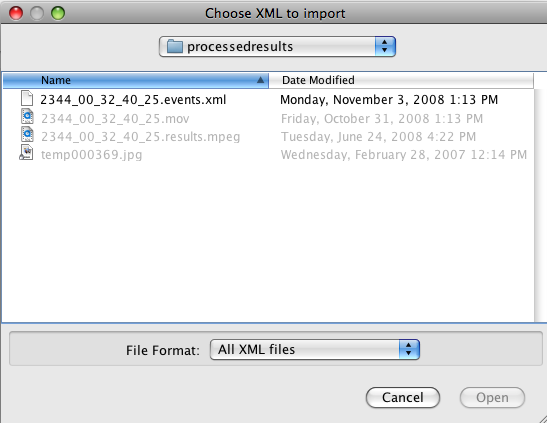 Choose XML to import
processedresults
Name Date Modified
2344_00_32_40_25.events.xml Monday, November 3, 2008 1:13 PM
2344_00_32_40_25.mov Friday, October 31, 2008 1:13 PM
2344_00_32_40_25.results.mpeg Tuesday, June 24, 2008 4:22 PM
temp000369.jpg Wednesday, February 28, 2007 12:14 PM
File Format: All XML files
Cancel Open